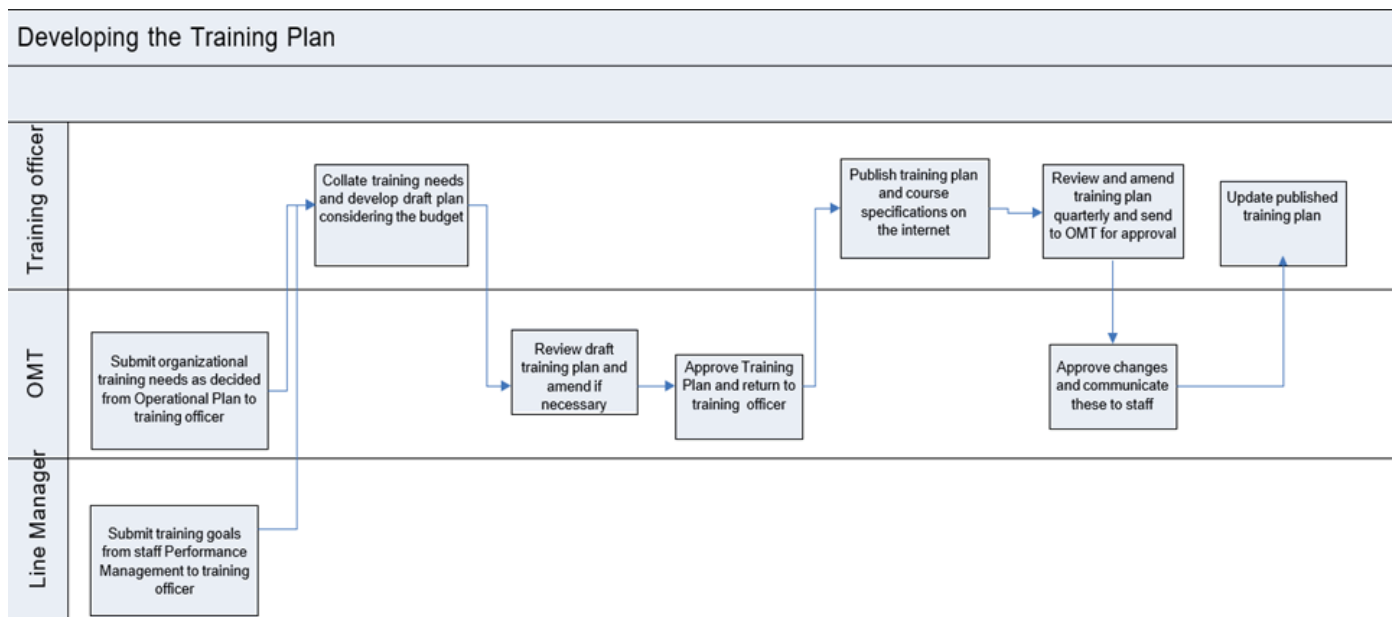 Developing the Training Plan
Training officer
Collate training needs
and develop draft plan
considering the budget
Publish training plan
and course
specifications on
the internet
Review and amend
training plan
quarterly and send
to OMT for approval
Update published
training plan
OMT
Submit organizational
training needs as decided
from Operational Plan to
training officer
Review draft
training plan and
amend if
necessary
Approve Training
Plan and return to
training officer
Approve changes
and communicate
these to staff
Line Manager
Submit training goals
from staff Performance
Management to training
officer